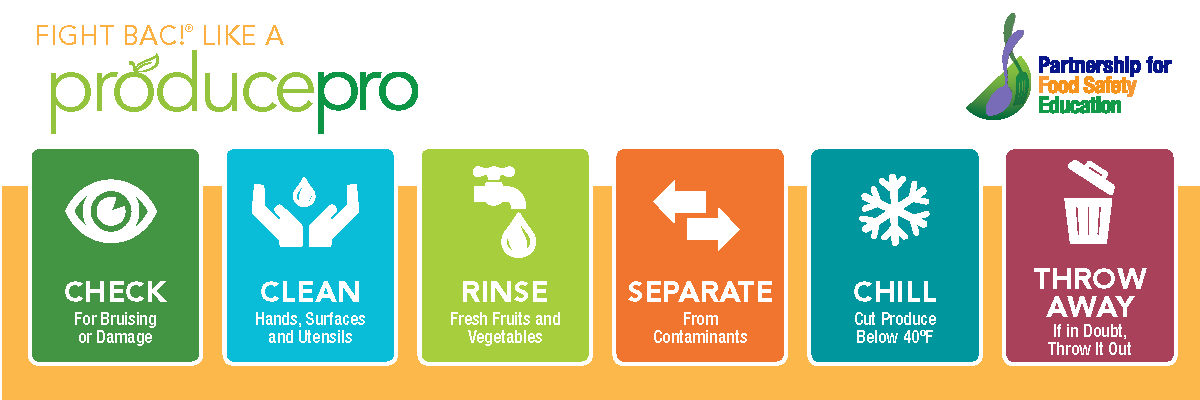 FIGHT BAC!® LIKE A
producepro
Partnership for
Food Safety
Education
CHECK
For Bruising
or Damage
CLEAN
Hands, Surfaces
and Utensils
RINSE
Fresh Fruits and
Vegetables
SEPARATE
From
Contaminants
CHILL
Cut Produce
Below 40ºF
THROW
AWAY
If in Doubt,
Throw It Out